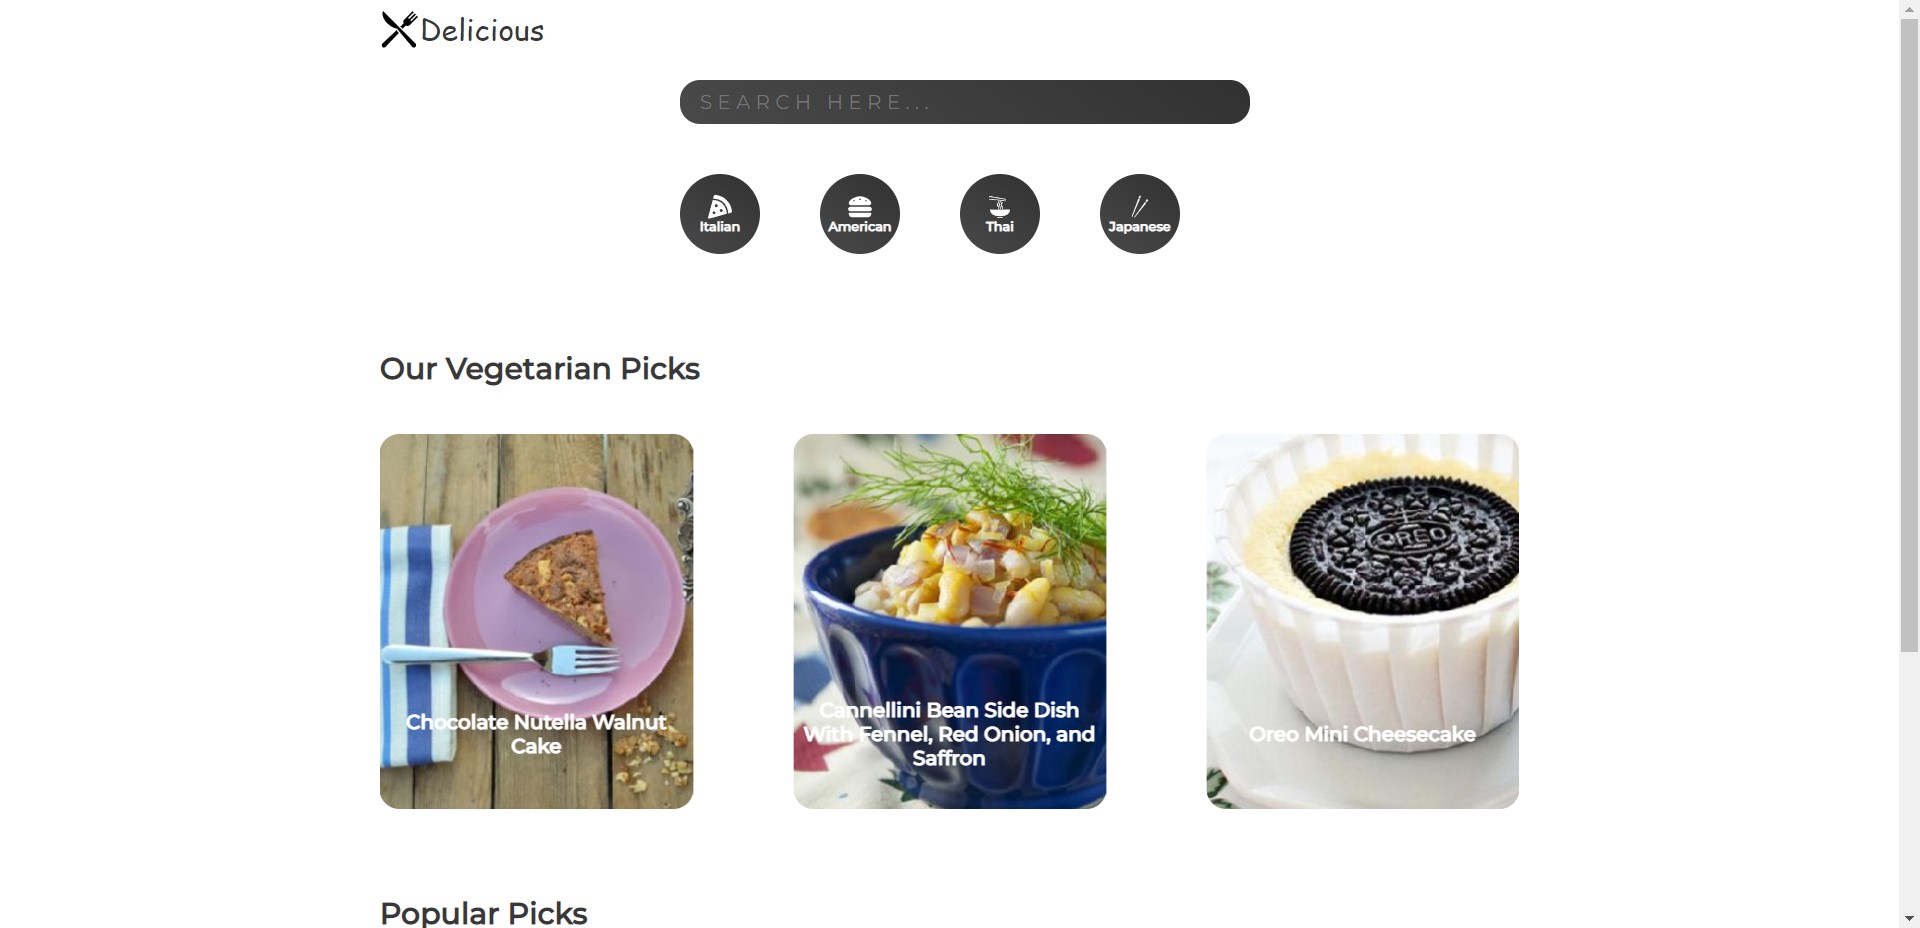 Delicious
SEARCH HERE...
Italian
American
Thai
Japanese
Our Vegetarian Picks
Chocolate Nutella Walnut
Cake
Cannellini Bean Side Dish
With Fennel, Red Onion, and
Saffron
OREO
Oreo Mini Cheesecake
Popular Picks